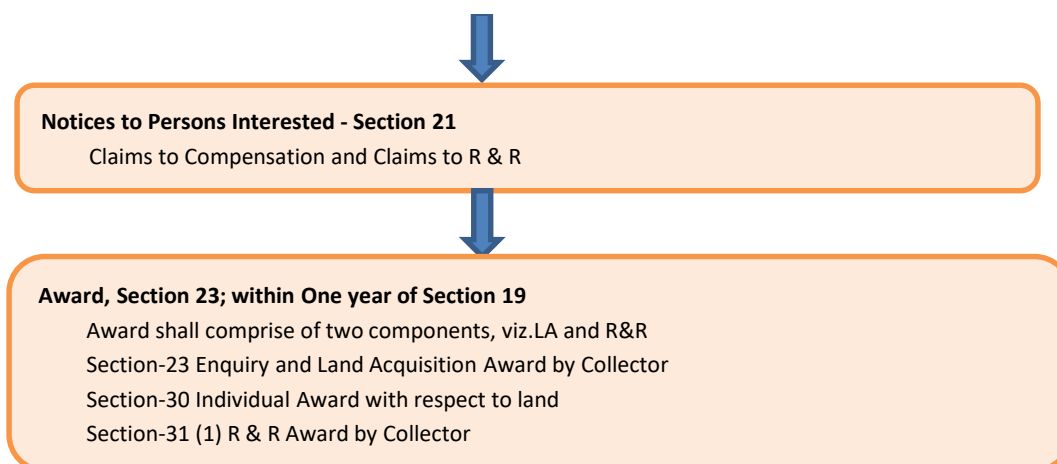 Notices to Persons Interested - Section 21
Claims to Compensation and Claims to R & R
Award, Section 23; within One year of Section 19
Award shall comprise of two components, viz.LA and R&R
Section-23 Enquiry and Land Acquisition Award by Collector
Section-30 Individual Award with respect to land
Section-31 (1) R & R Award by Collector